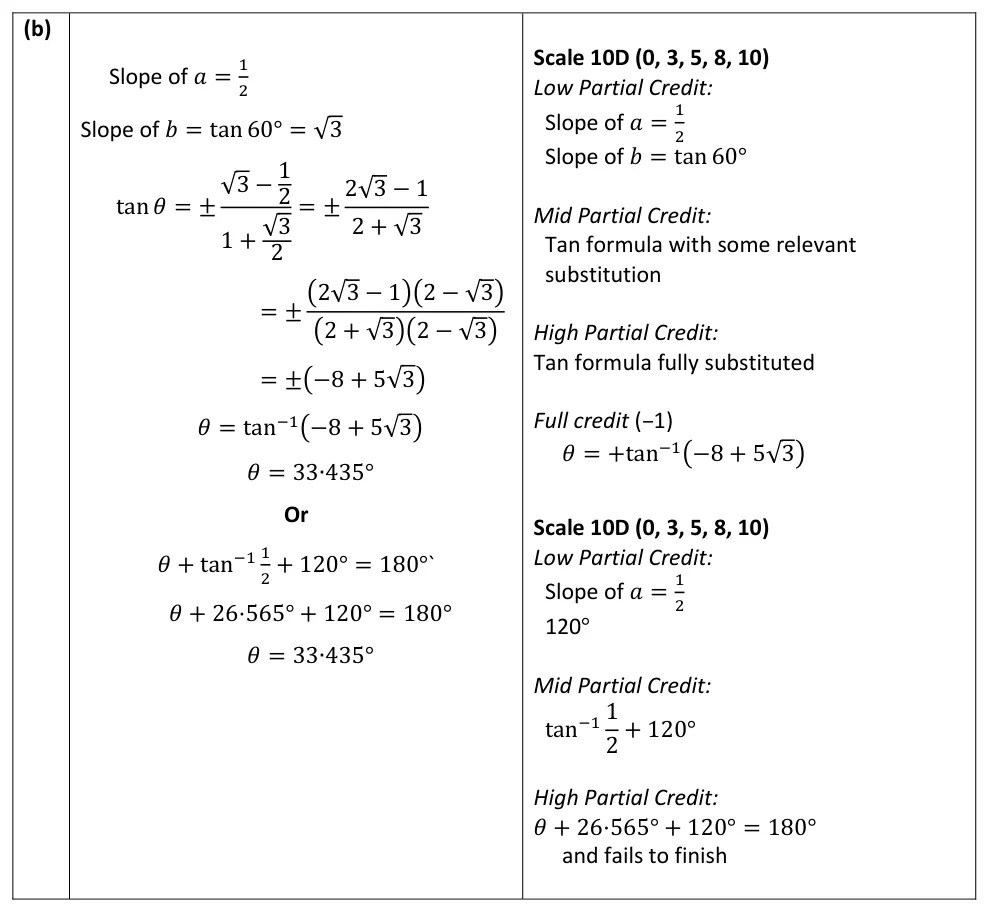 (b)
Slope of a = 1/2
Slope of b = tan 60° = √3
tan θ = ± (√3 − 1/2)/(1 + √3/2) = ± (2√3 − 1)/(2 + √3)
= ± (2√3 − 1)(2 − √3)/(2 + √3)(2 − √3)
= ±(−8 + 5√3)
θ = tan⁻¹(−8 + 5√3)
θ = 33·435°
Or
θ + tan⁻¹ 1/2 + 120° = 180°`
θ + 26·565° + 120° = 180°
θ = 33·435°
Scale 10D (0, 3, 5, 8, 10)
Low Partial Credit:
Slope of a = 1/2
Slope of b = tan 60°
Mid Partial Credit:
Tan formula with some relevant
substitution
High Partial Credit:
Tan formula fully substituted
Full credit (−1)
θ = +tan⁻¹(−8 + 5√3)
Scale 10D (0, 3, 5, 8, 10)
Low Partial Credit:
Slope of a = 1/2
120°
Mid Partial Credit:
tan⁻¹ 1/2 + 120°
High Partial Credit:
θ + 26·565° + 120° = 180°
and fails to finish